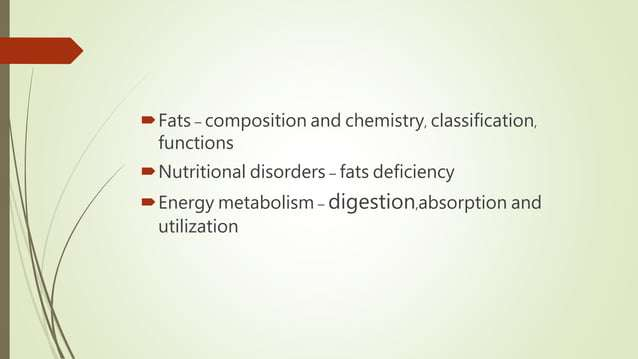 Fats – composition and chemistry, classification,
functions
Nutritional disorders – fats deficiency
Energy metabolism – digestion,absorption and
utilization